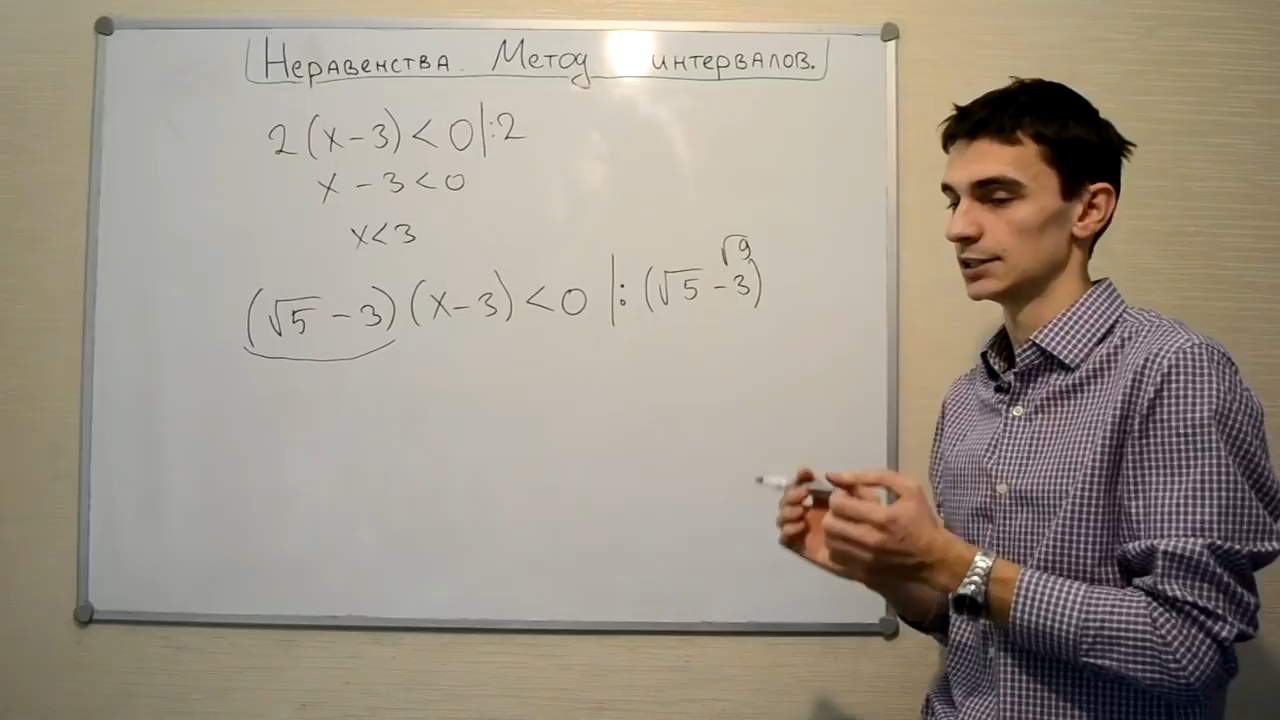 Неравенства. Метод интервалов.
2(x-3)<0|:2
x-3<0
x<3
√9
(√5-3)(x-3)<0 |:(√5-3)